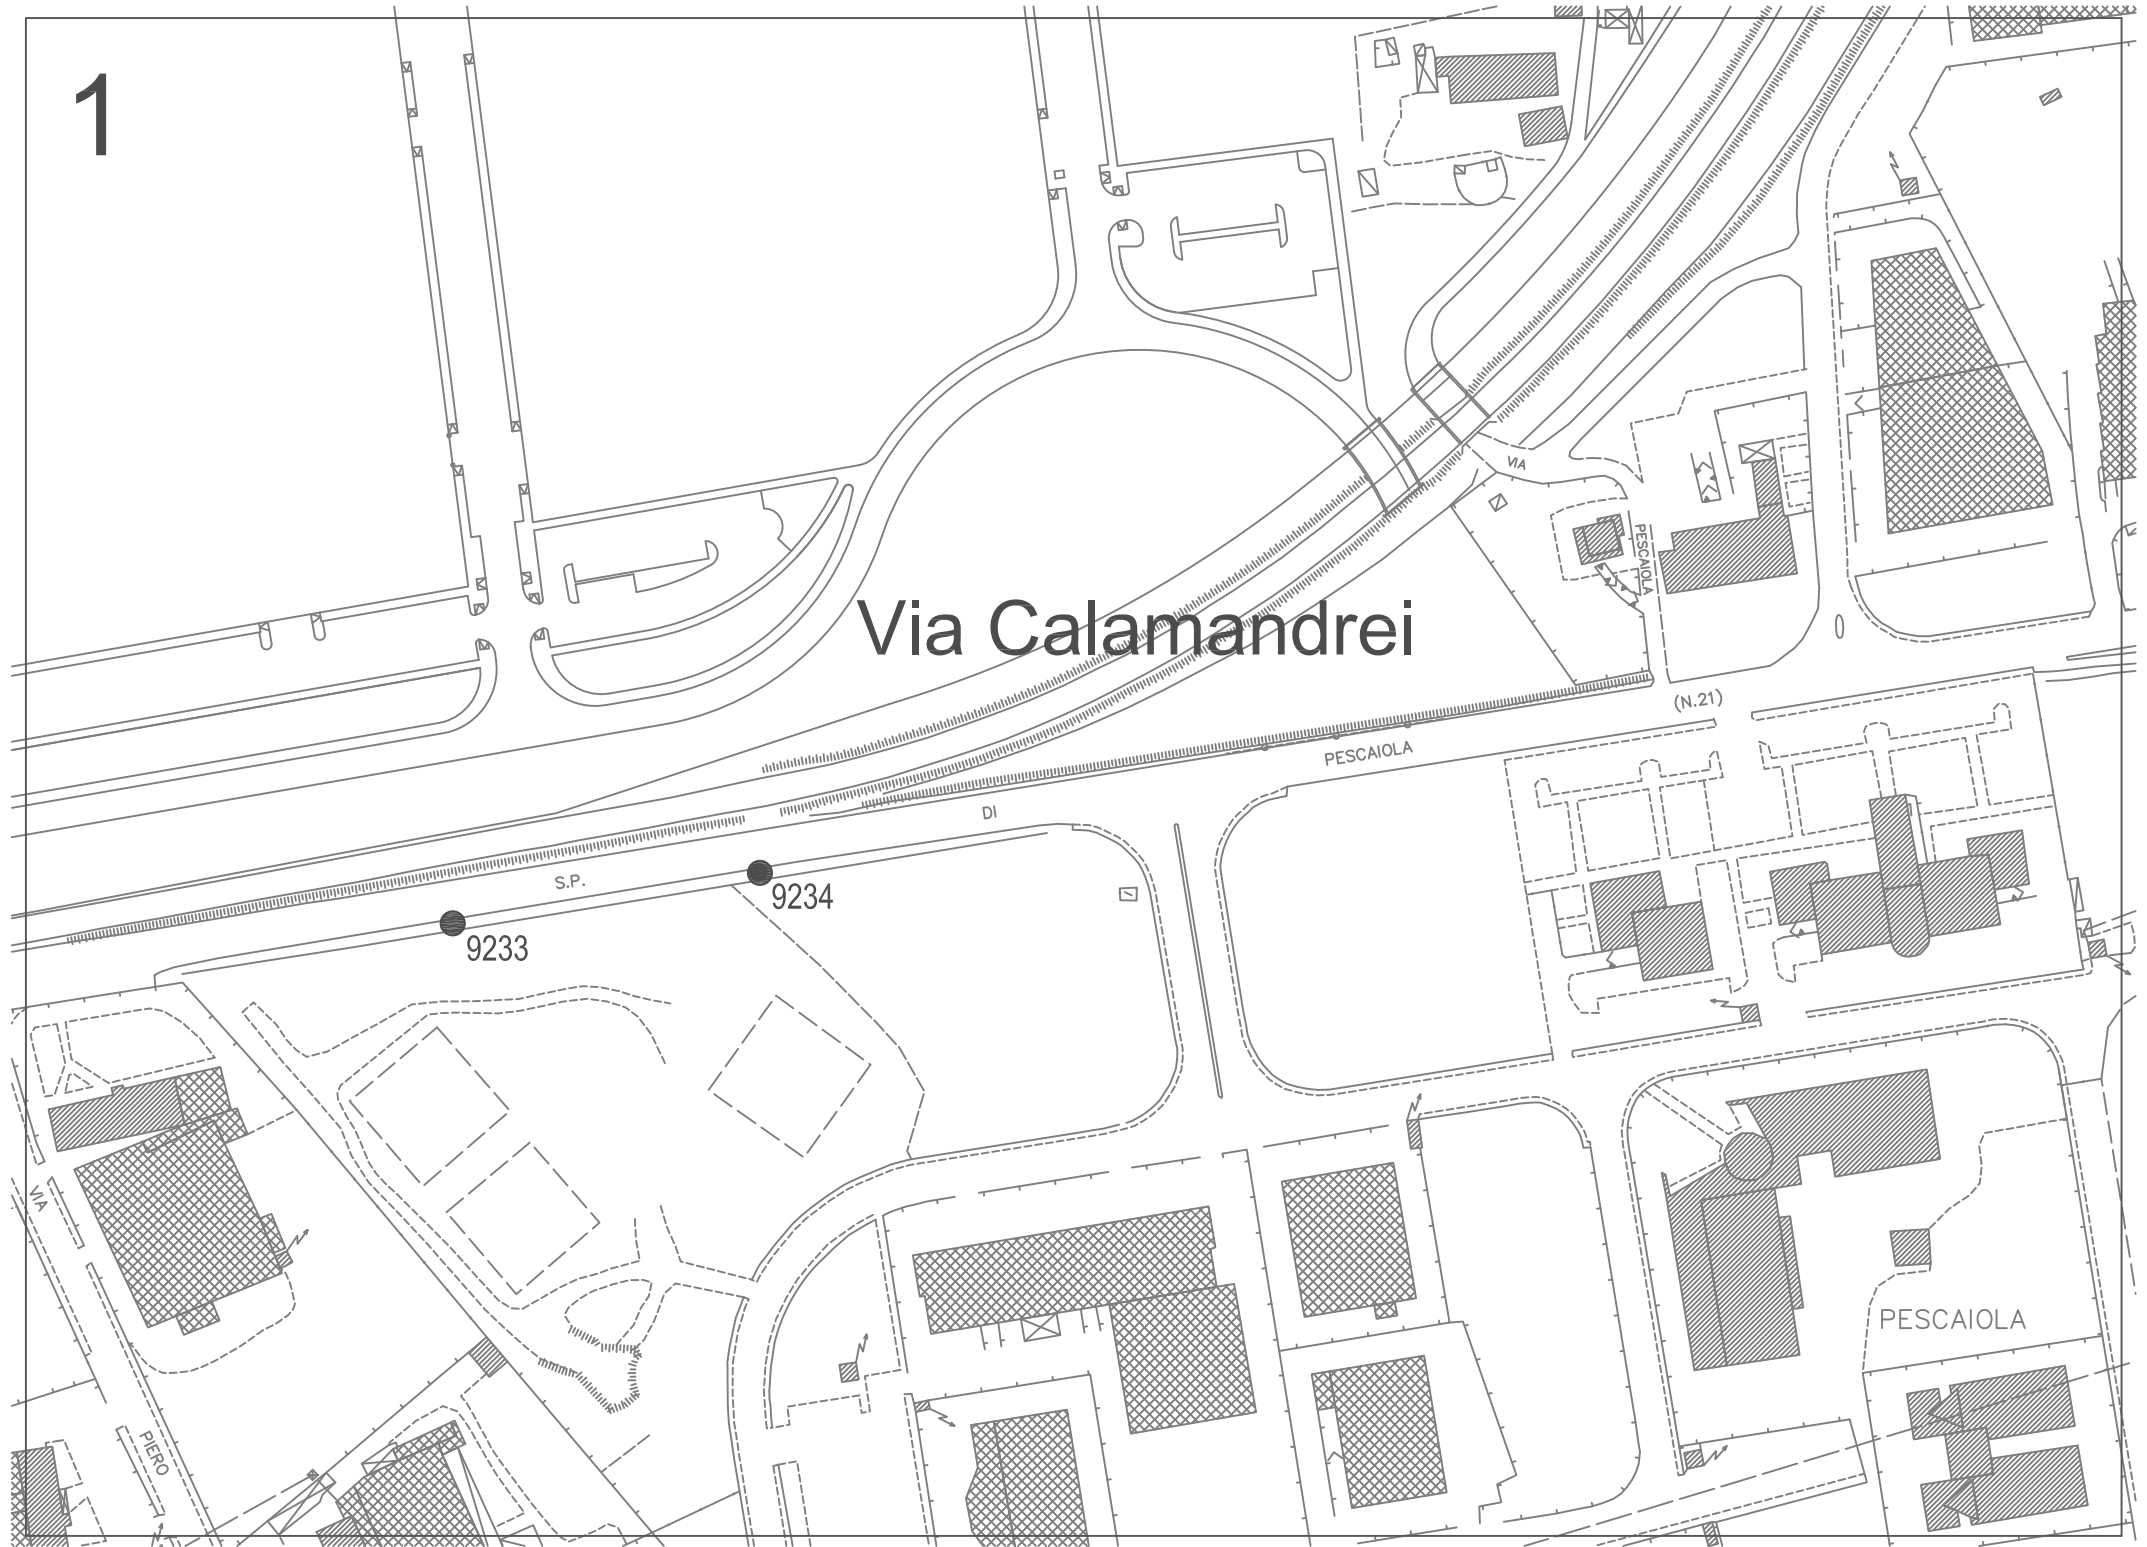 1
VIA
PESCAIOLA
Via Calamandrei
(N.21)
PESCAIOLA
DI
S.P.
9234
9233
VIA
PESCAIOLA
PIERO